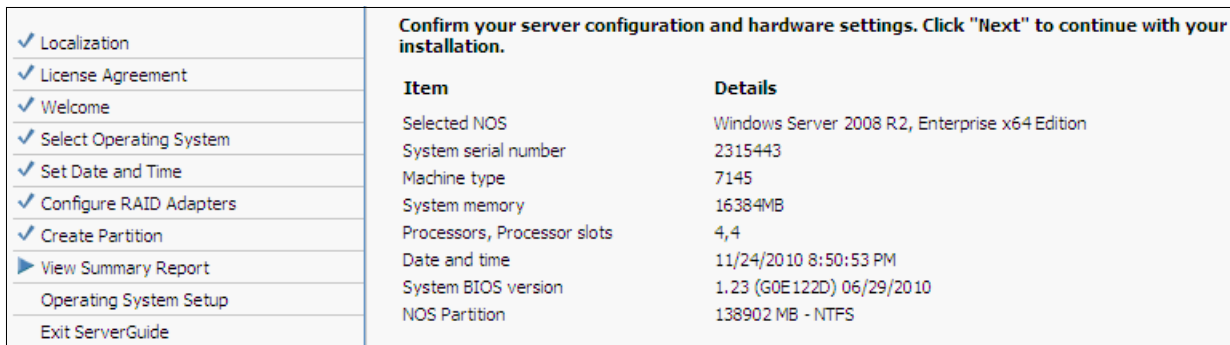 Localization
License Agreement
Welcome
Select Operating System
Set Date and Time
Configure RAID Adapters
Create Partition
View Summary Report
Operating System Setup
Exit ServerGuide
Confirm your server configuration and hardware settings. Click "Next" to continue with your
installation.
Item Details
Selected NOS Windows Server 2008 R2, Enterprise x64 Edition
System serial number 2315443
Machine type 7145
System memory 16384MB
Processors, Processor slots 4,4
Date and time 11/24/2010 8:50:53 PM
System BIOS version 1.23 (G0E122D) 06/29/2010
NOS Partition 138902 MB - NTFS